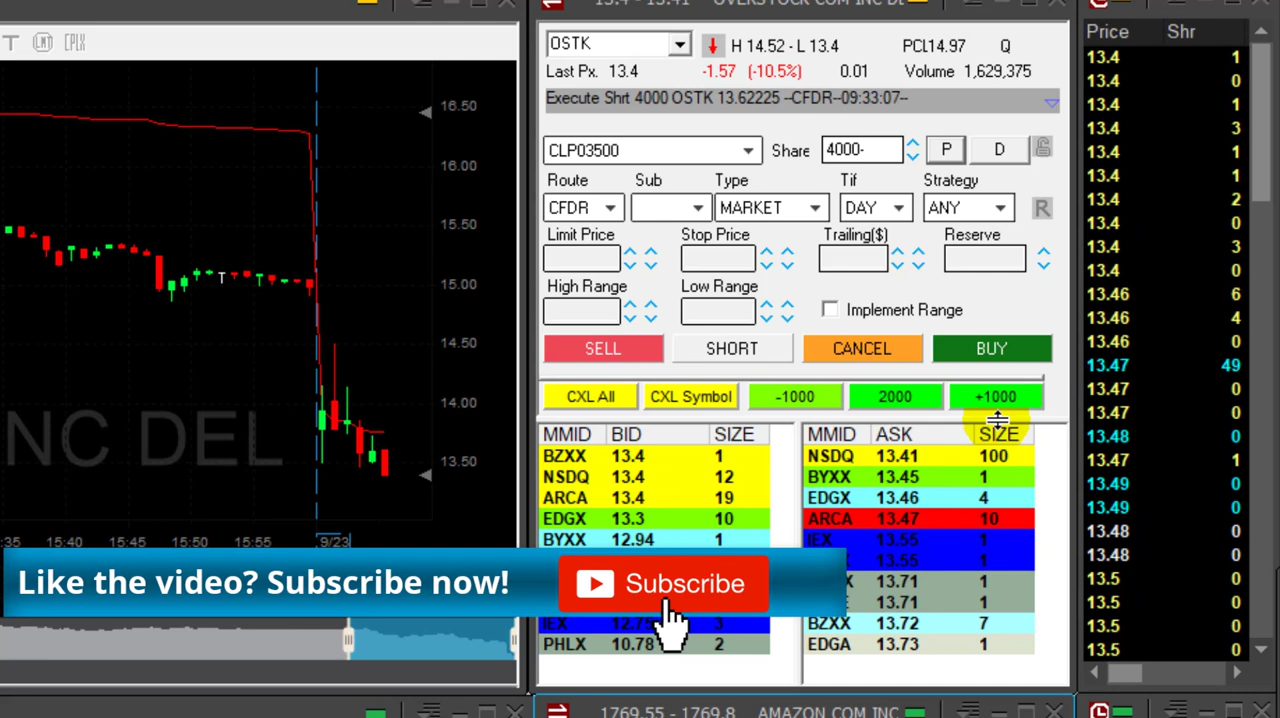 13.4 - 13.41 OVERSTOCK COM INC DE
T LMT CPLX
16.50
16.00
15.50
15.00
14.50
14.00
13.50
T
NC DEL
:35 15:40 15:45 15:50 15:55 9/23
OSTK H 14.52 - L 13.4 PCL14.97 Q
Last Px. 13.4 -1.57 (-10.5%) 0.01 Volume 1,629,375
Execute Shrt 4000 OSTK 13.62225 --CFDR--09:33:07--
CLP03500 Share 4000- P D
Route Sub Type Tif Strategy
CFDR MARKET DAY ANY R
Limit Price Stop Price Trailing($) Reserve
High Range Low Range
Implement Range
SELL SHORT CANCEL BUY
CXL All CXL Symbol -1000 2000 +1000
MMID BID SIZE
BZXX 13.4 1
NSDQ 13.4 12
ARCA 13.4 19
EDGX 13.3 10
BYXX 12.94 1
IEX 12.75 3
PHLX 10.78 2
MMID ASK SIZE
NSDQ 13.41 100
BYXX 13.45 1
EDGX 13.46 4
ARCA 13.47 10
IEX 13.55 1
13.55 1
13.71 1
13.71 1
BZXX 13.72 7
EDGA 13.73 1
Like the video? Subscribe now! Subscribe
Price Shr
13.4 1
13.4 0
13.4 1
13.4 3
13.4 1
13.4 1
13.4 2
13.4 0
13.4 3
13.4 0
13.46 6
13.46 4
13.46 0
13.47 49
13.47 0
13.47 0
13.48 0
13.47 1
13.49 0
13.49 0
13.48 0
13.48 0
13.5 0
13.5 0
13.5 0
13.5 0
1769.55 - 1769.8 AMAZON COM INC